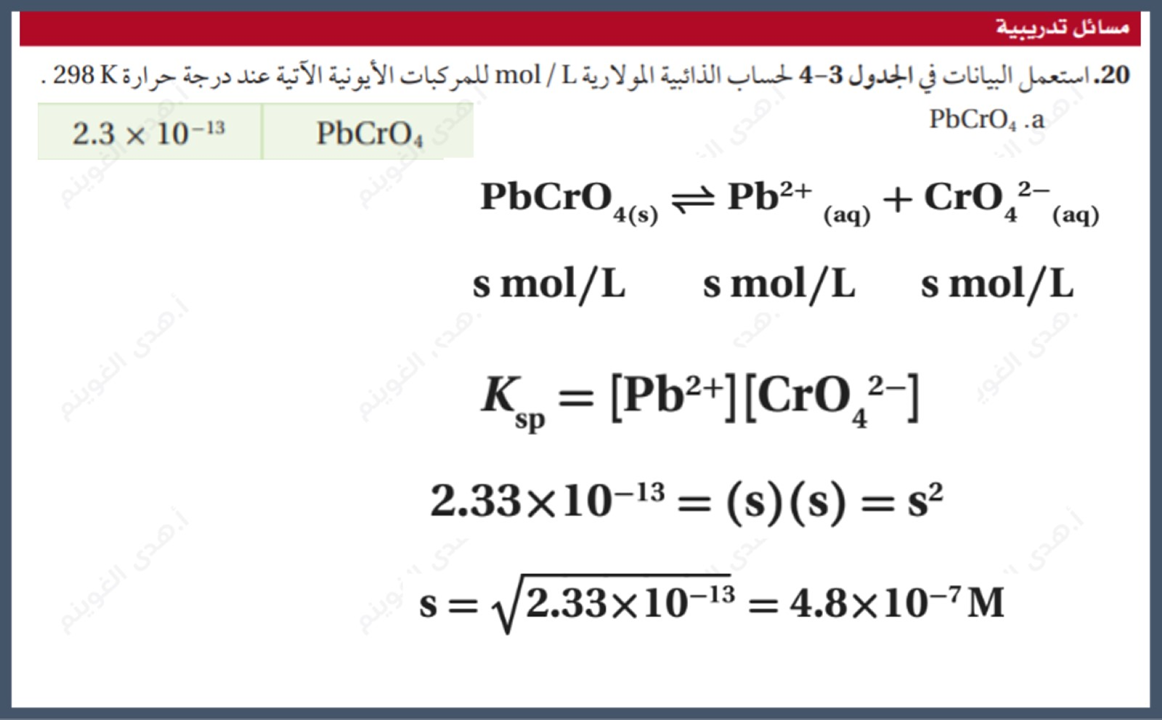 مسائل تدريبية
20. استعمل البيانات في الجدول 3-4 لحساب الذائبية المولارية mol / L للمركبات الأيونية الآتية عند درجة حرارة 298 K .
PbCrO₄ .a
2.3 × 10⁻¹³ PbCrO₄
PbCrO₄(s) ⇌ Pb²⁺ (aq) + CrO₄²⁻ (aq)
s mol/L s mol/L s mol/L
Ksp = [Pb²⁺][CrO₄²⁻]
2.33×10⁻¹³ = (s)(s) = s²
s = √2.33×10⁻¹³ = 4.8×10⁻⁷ M
أ.هدى الغوينم